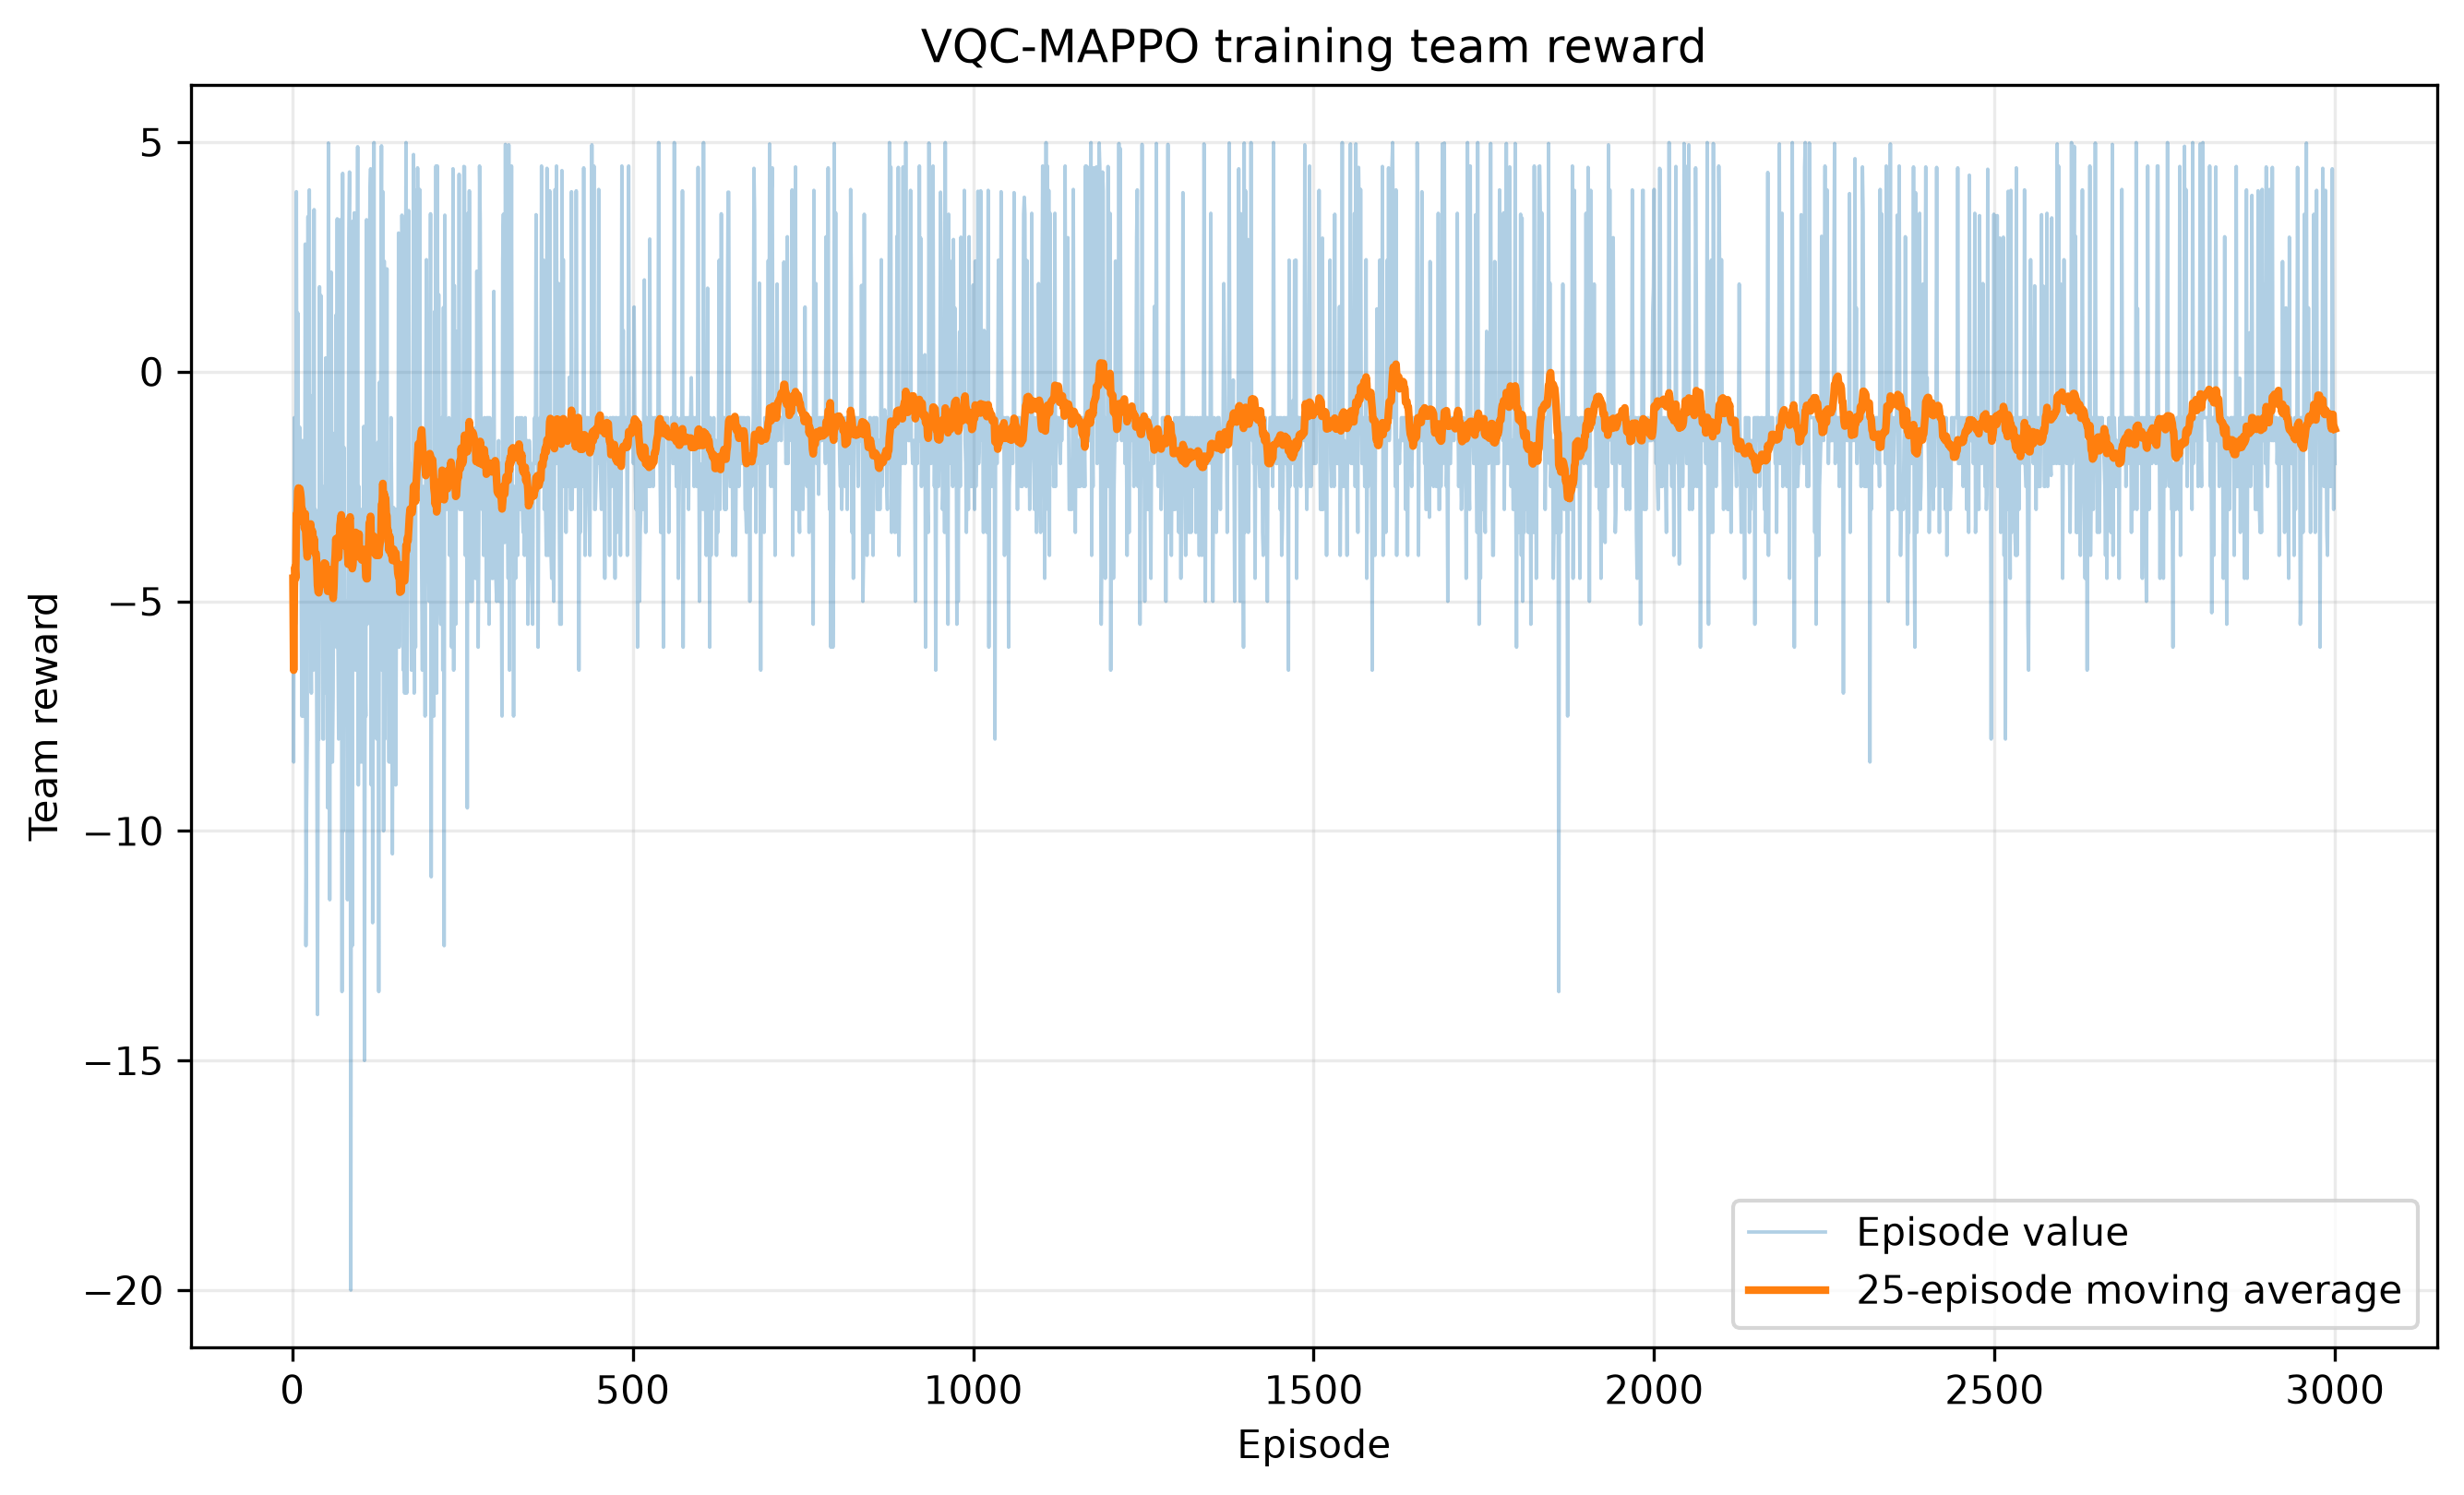 VQC-MAPPO training team reward
Team reward
5
0
−5
−10
−15
−20
0 500 1000 1500 2000 2500 3000
Episode
Episode value
25-episode moving average